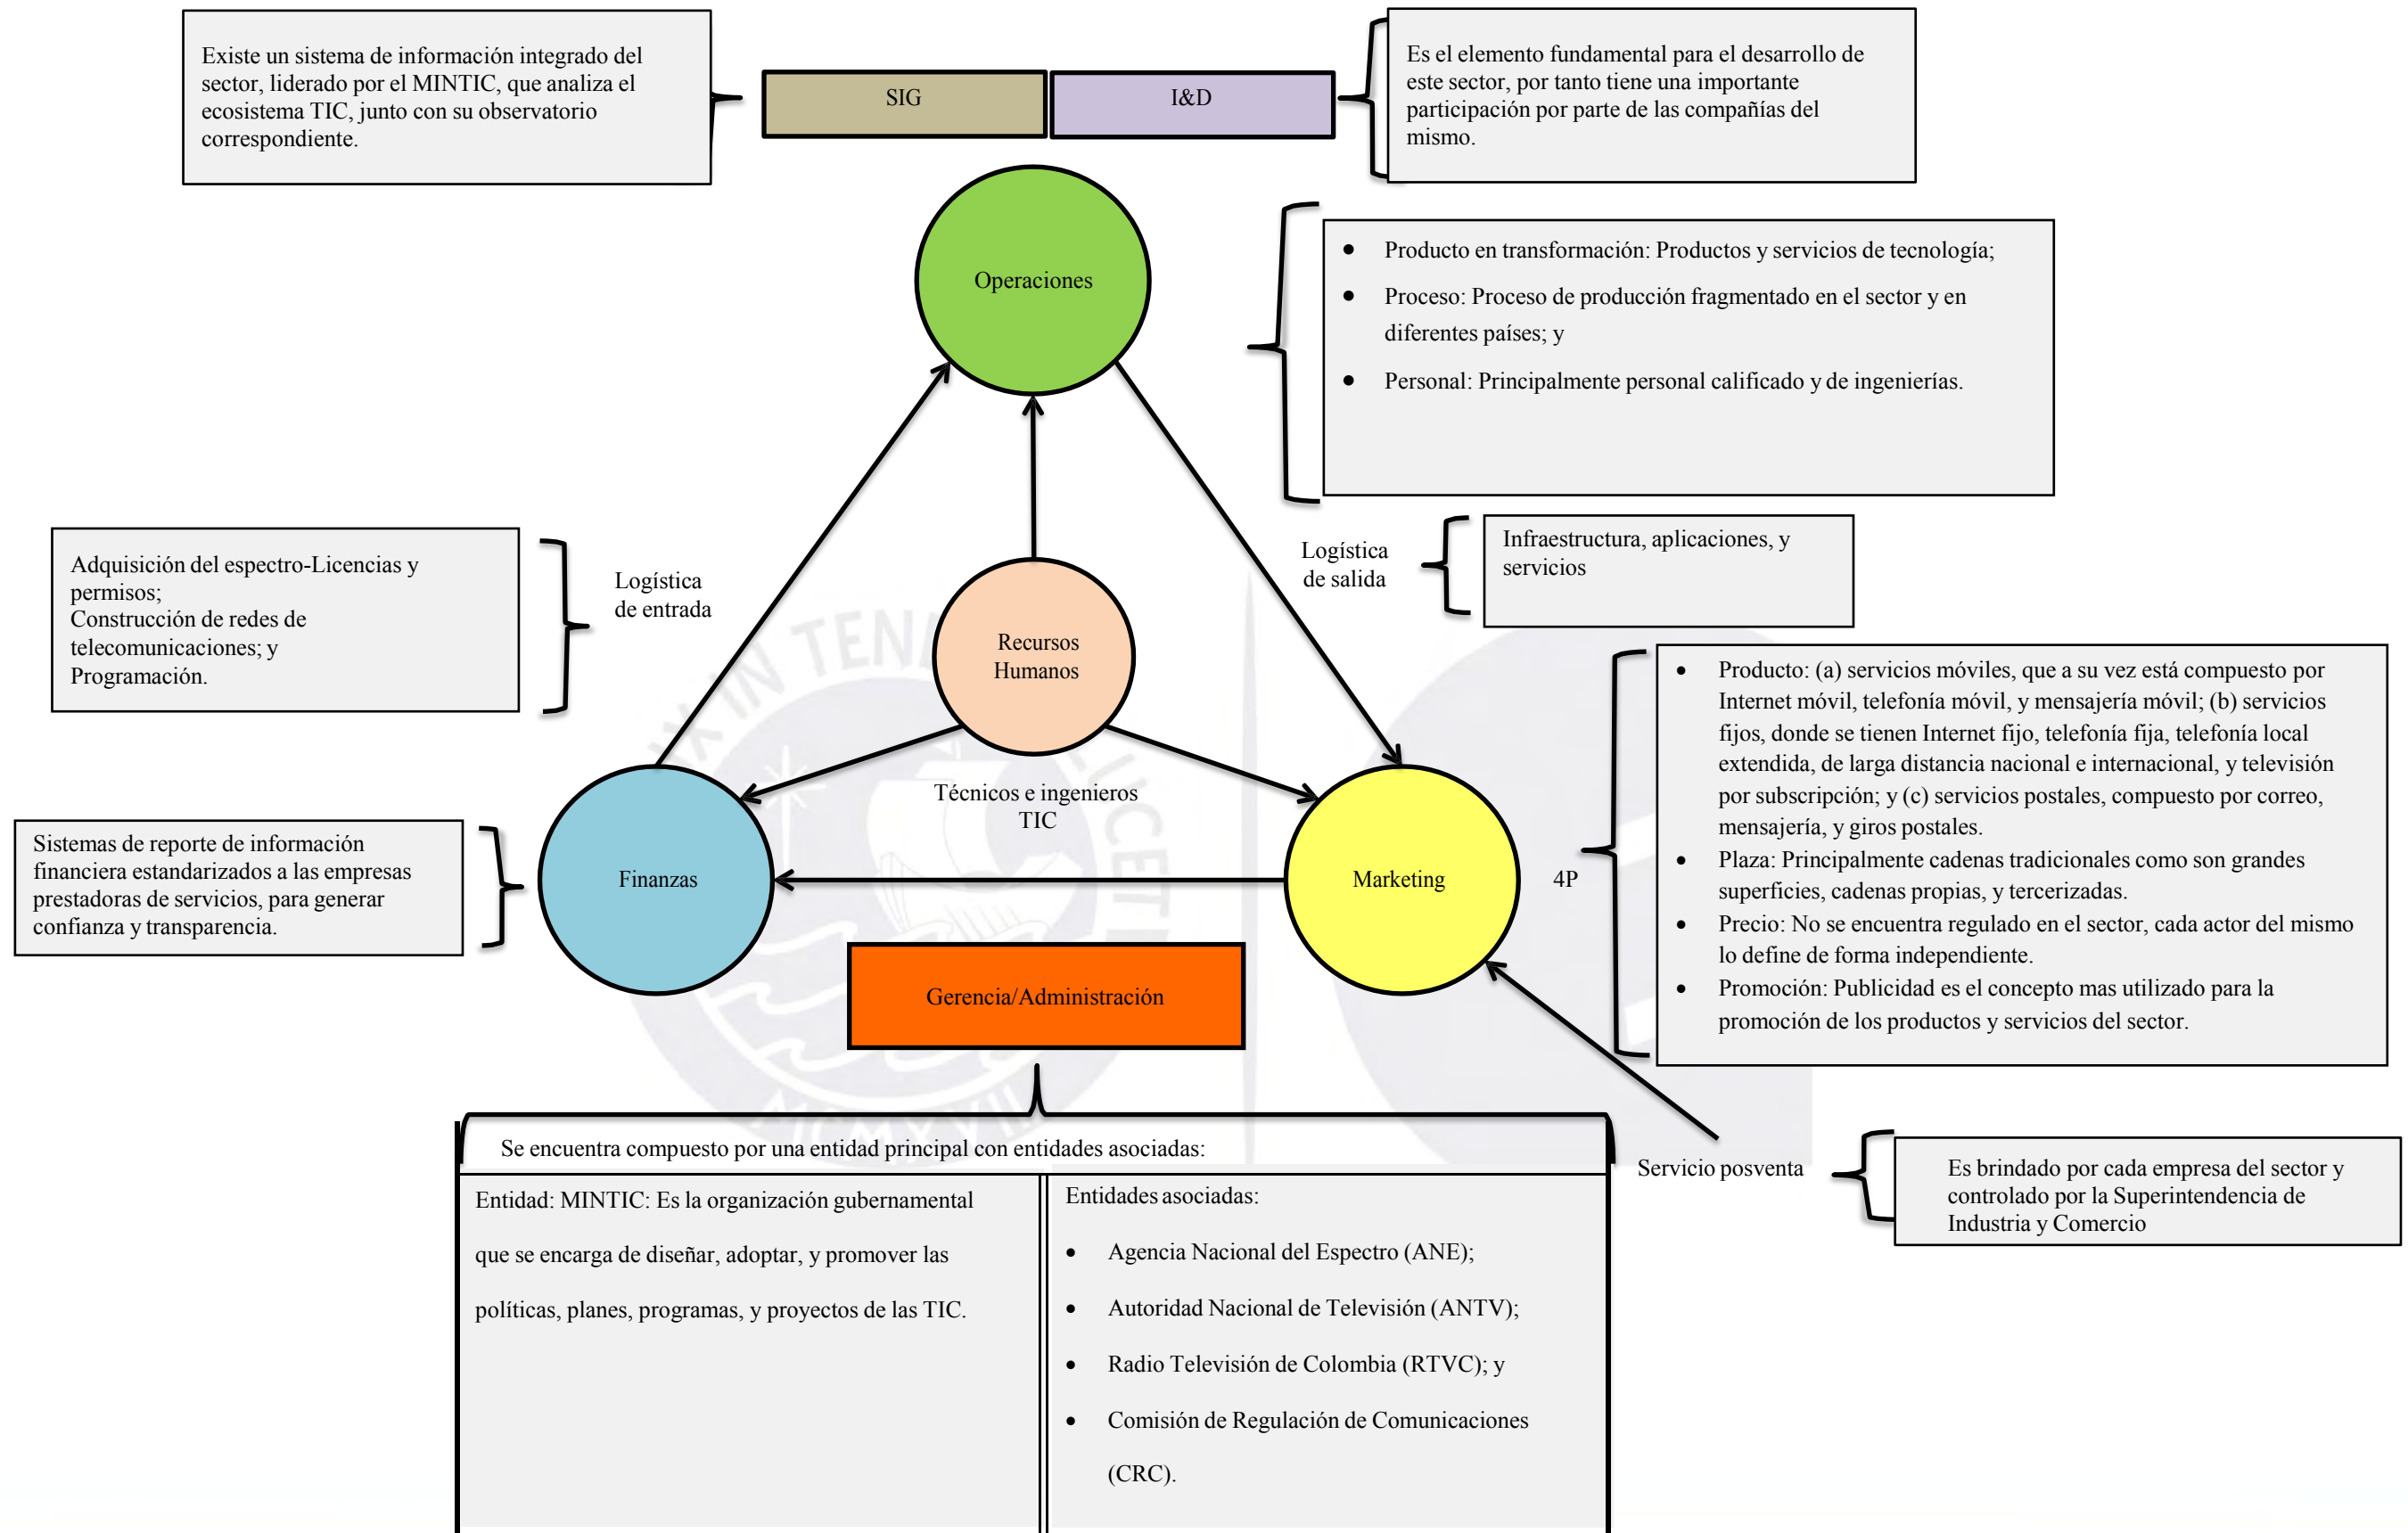 Existe un sistema de información integrado del
sector, liderado por el MINTIC, que analiza el
ecosistema TIC, junto con su observatorio
correspondiente.
SIG
I&D
Es el elemento fundamental para el desarrollo de
este sector, por tanto tiene una importante
participación por parte de las compañías del
mismo.
Operaciones
• Producto en transformación: Productos y servicios de tecnología;
• Proceso: Proceso de producción fragmentado en el sector y en
diferentes países; y
• Personal: Principalmente personal calificado y de ingenierías.
Adquisición del espectro-Licencias y
permisos;
Construcción de redes de
telecomunicaciones; y
Programación.
Logística
de entrada
Logística
de salida
Infraestructura, aplicaciones, y
servicios
Recursos
Humanos
Técnicos e ingenieros
TIC
Sistemas de reporte de información
financiera estandarizados a las empresas
prestadoras de servicios, para generar
confianza y transparencia.
Finanzas
Marketing
4P
• Producto: (a) servicios móviles, que a su vez está compuesto por
Internet móvil, telefonía móvil, y mensajería móvil; (b) servicios
fijos, donde se tienen Internet fijo, telefonía fija, telefonía local
extendida, de larga distancia nacional e internacional, y televisión
por subscripción; y (c) servicios postales, compuesto por correo,
mensajería, y giros postales.
• Plaza: Principalmente cadenas tradicionales como son grandes
superficies, cadenas propias, y tercerizadas.
• Precio: No se encuentra regulado en el sector, cada actor del mismo
lo define de forma independiente.
• Promoción: Publicidad es el concepto mas utilizado para la
promoción de los productos y servicios del sector.
Gerencia/Administración
Se encuentra compuesto por una entidad principal con entidades asociadas:
Entidad: MINTIC: Es la organización gubernamental
que se encarga de diseñar, adoptar, y promover las
políticas, planes, programas, y proyectos de las TIC.
Entidades asociadas:
• Agencia Nacional del Espectro (ANE);
• Autoridad Nacional de Televisión (ANTV);
• Radio Televisión de Colombia (RTVC); y
• Comisión de Regulación de Comunicaciones
(CRC).
Servicio posventa
Es brindado por cada empresa del sector y
controlado por la Superintendencia de
Industria y Comercio